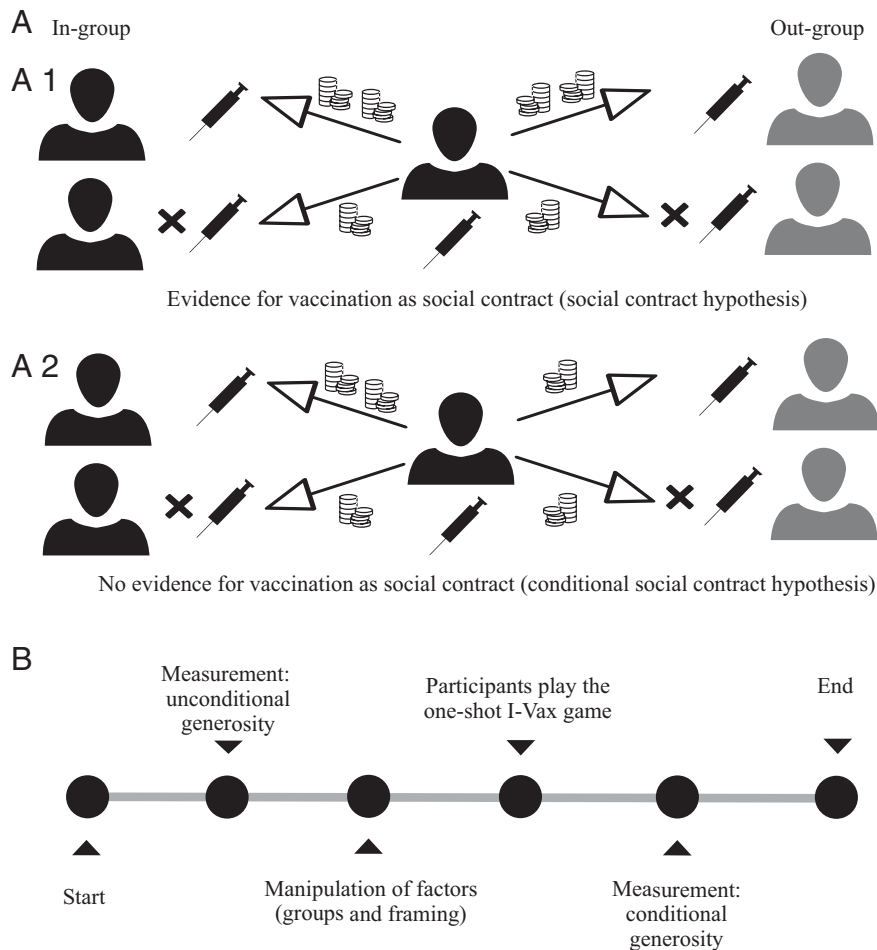 A
In-group
Out-group
A 1
Evidence for vaccination as social contract (social contract hypothesis)
A 2
No evidence for vaccination as social contract (conditional social contract hypothesis)
B
Measurement:
unconditional
generosity
Participants play the
one-shot I-Vax game
End
Start
Manipulation of factors
(groups and framing)
Measurement:
conditional
generosity